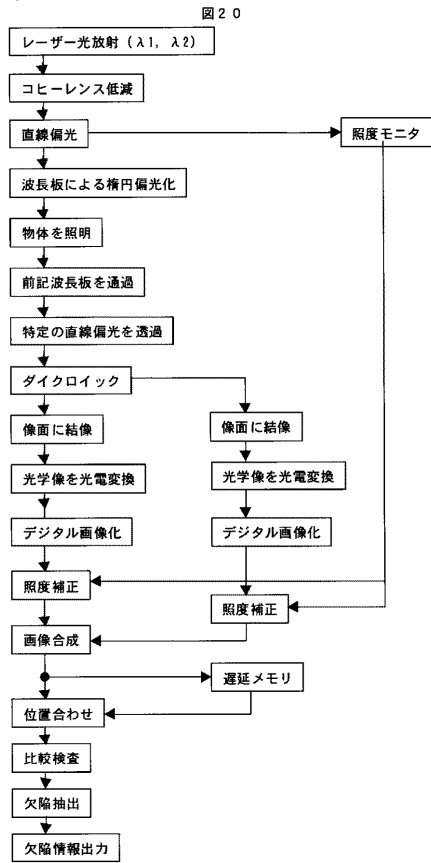 図20
レーザー光放射(λ1, λ2)
コヒーレンス低減
直線偏光
照度モニタ
波長板による楕円偏光化
物体を照明
前記波長板を通過
特定の直線偏光を透過
ダイクロイック
像面に結像
像面に結像
光学像を光電変換
光学像を光電変換
デジタル画像化
デジタル画像化
照度補正
照度補正
画像合成
遅延メモリ
位置合わせ
比較検査
欠陥抽出
欠陥情報出力